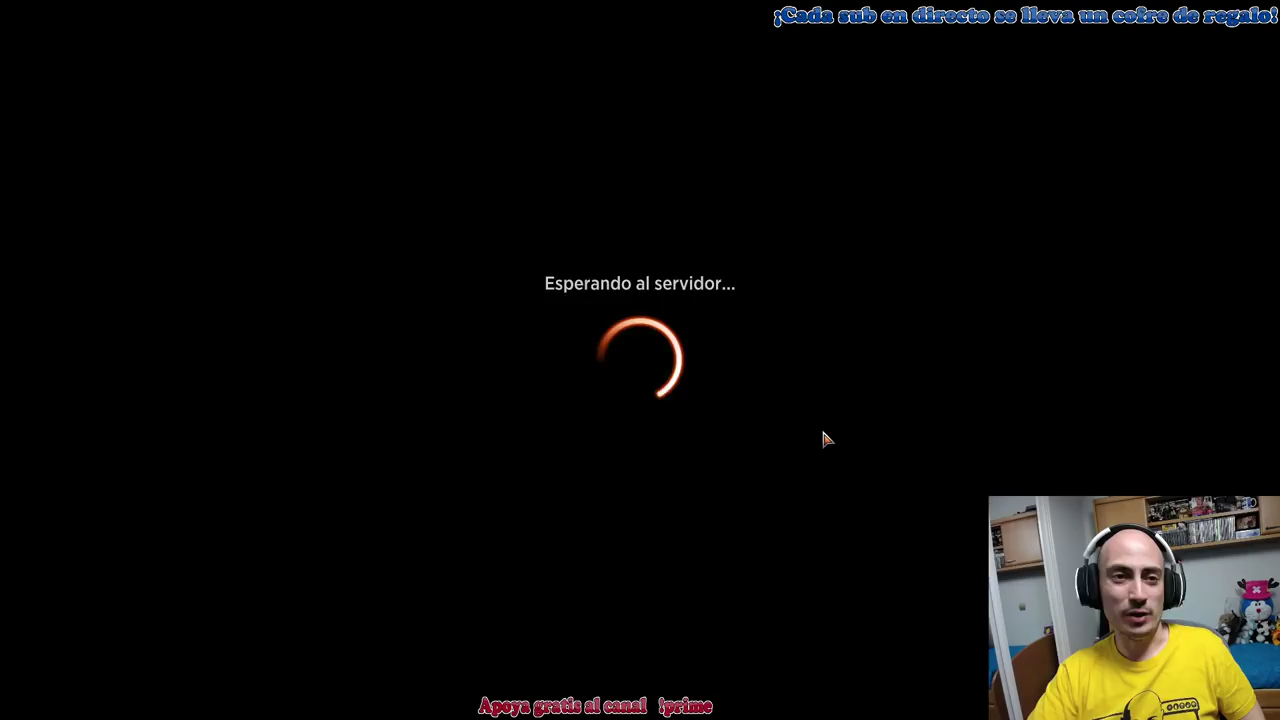 ¡Cada sub en directo se lleva un cofre de regalo!
Esperando al servidor...
Apoya gratis al canal !prime